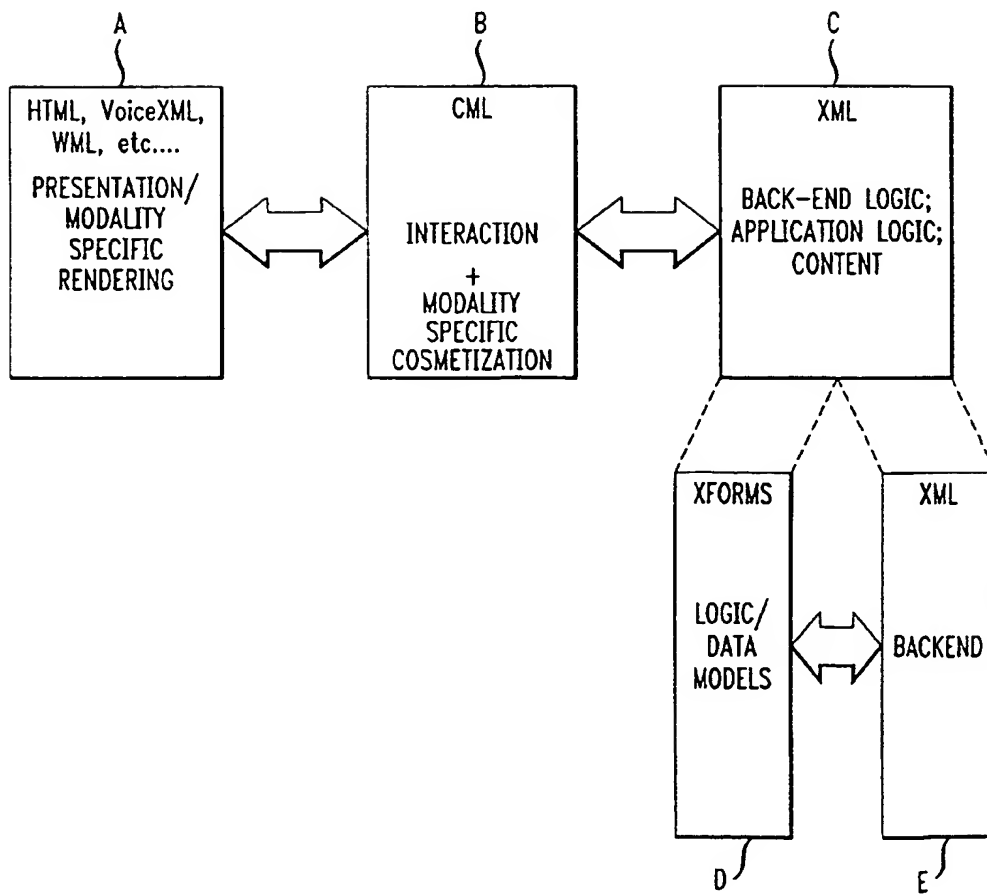 A
B
C
HTML, VoiceXML,
WML, etc....
PRESENTATION/
MODALITY
SPECIFIC
RENDERING
CML
INTERACTION
+
MODALITY
SPECIFIC
COSMETIZATION
XML
BACK-END LOGIC;
APPLICATION LOGIC;
CONTENT
XFORMS
LOGIC/
DATA
MODELS
XML
BACKEND
D
E